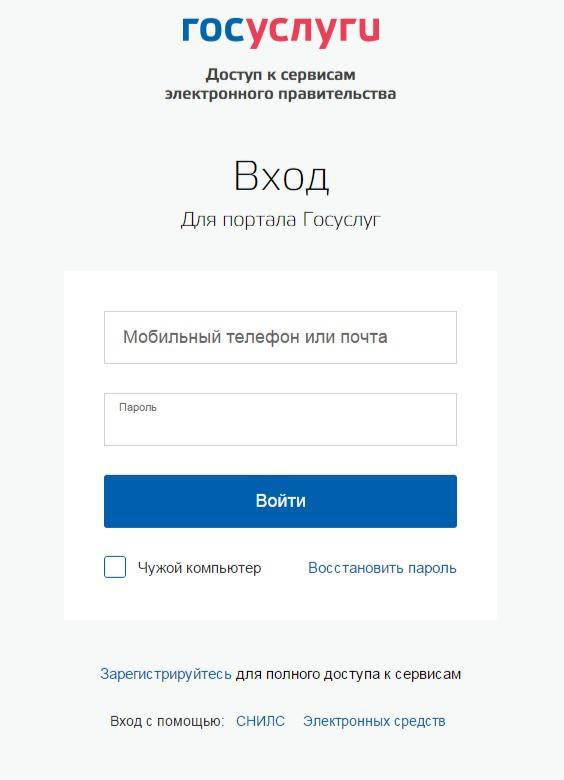 госуслуги
Доступ к сервисам
электронного правительства
Вход
Для портала Госуслуг
Мобильный телефон или почта
Пароль
Войти
Чужой компьютер Восстановить пароль
Зарегистрируйтесь для полного доступа к сервисам
Вход с помощью: СНИЛС Электронных средств